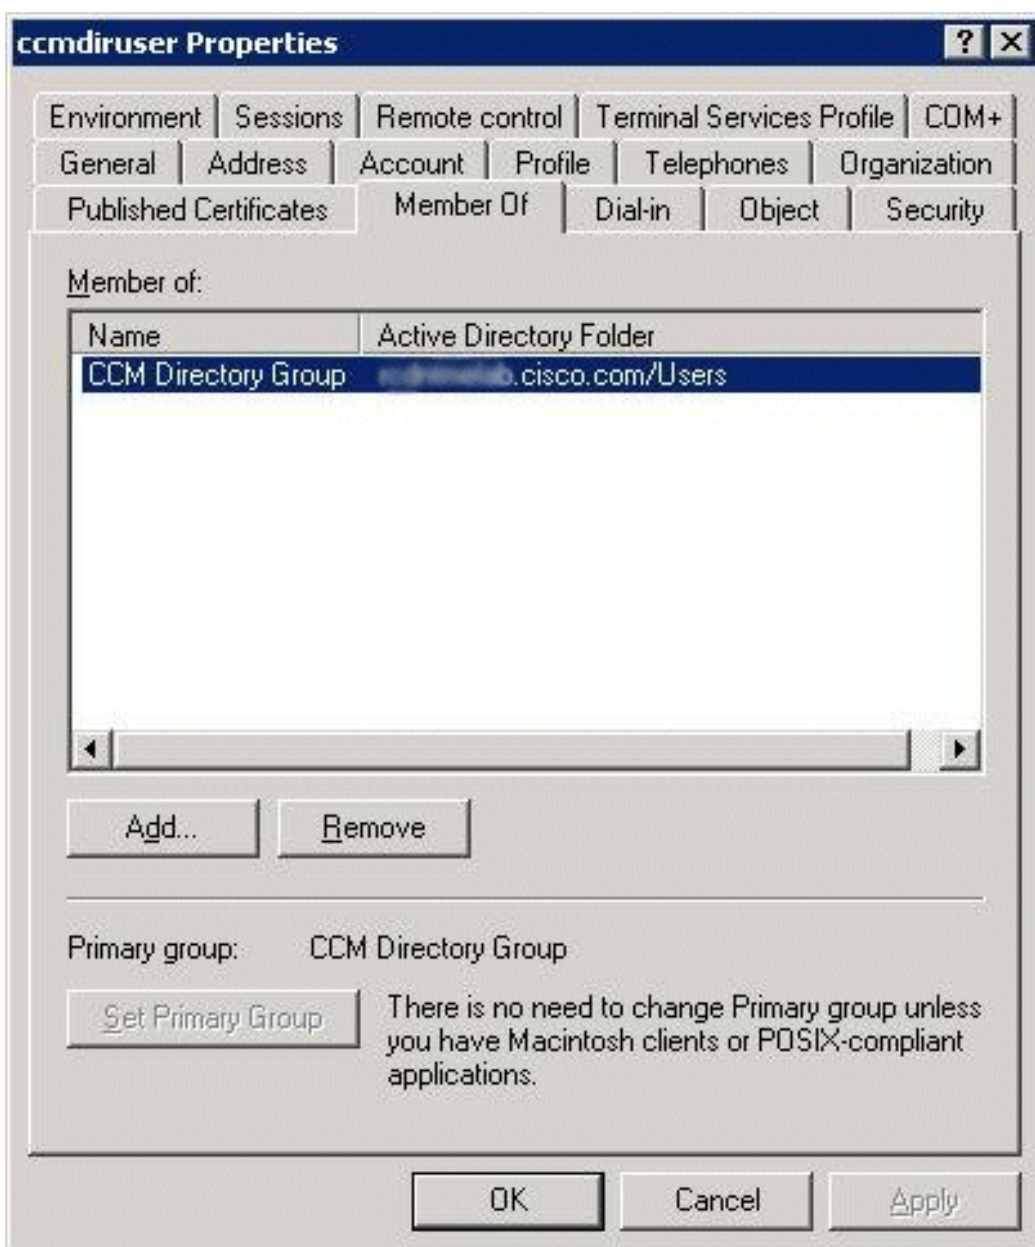 ccmdiruser Properties
Environment Sessions Remote control Terminal Services Profile COM+
General Address Account Profile Telephones Organization
Published Certificates Member Of Dial-in Object Security
Member of:
Name Active Directory Folder
CCM Directory Group .cisco.com/Users
Add... Remove
Primary group: CCM Directory Group
Set Primary Group
There is no need to change Primary group unless
you have Macintosh clients or POSIX-compliant
applications.
OK Cancel Apply